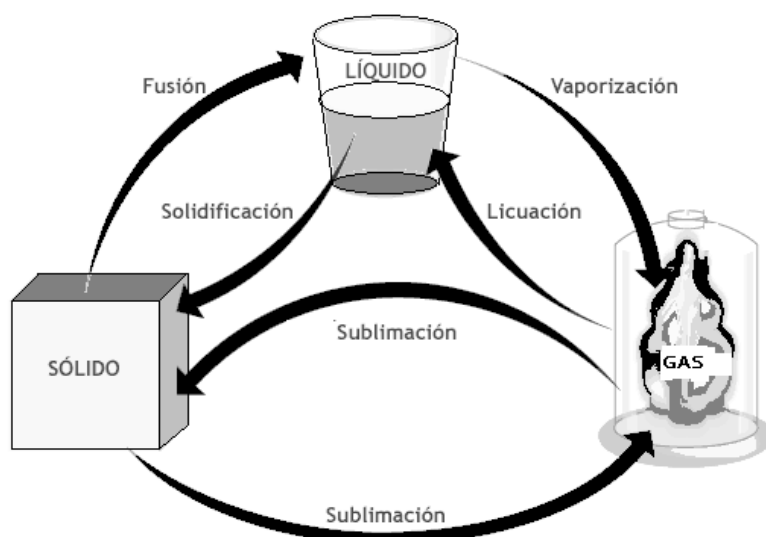 LÍQUIDO
Fusión
Vaporización
Solidificación
Licuación
Sublimación
SÓLIDO
GAS
Sublimación